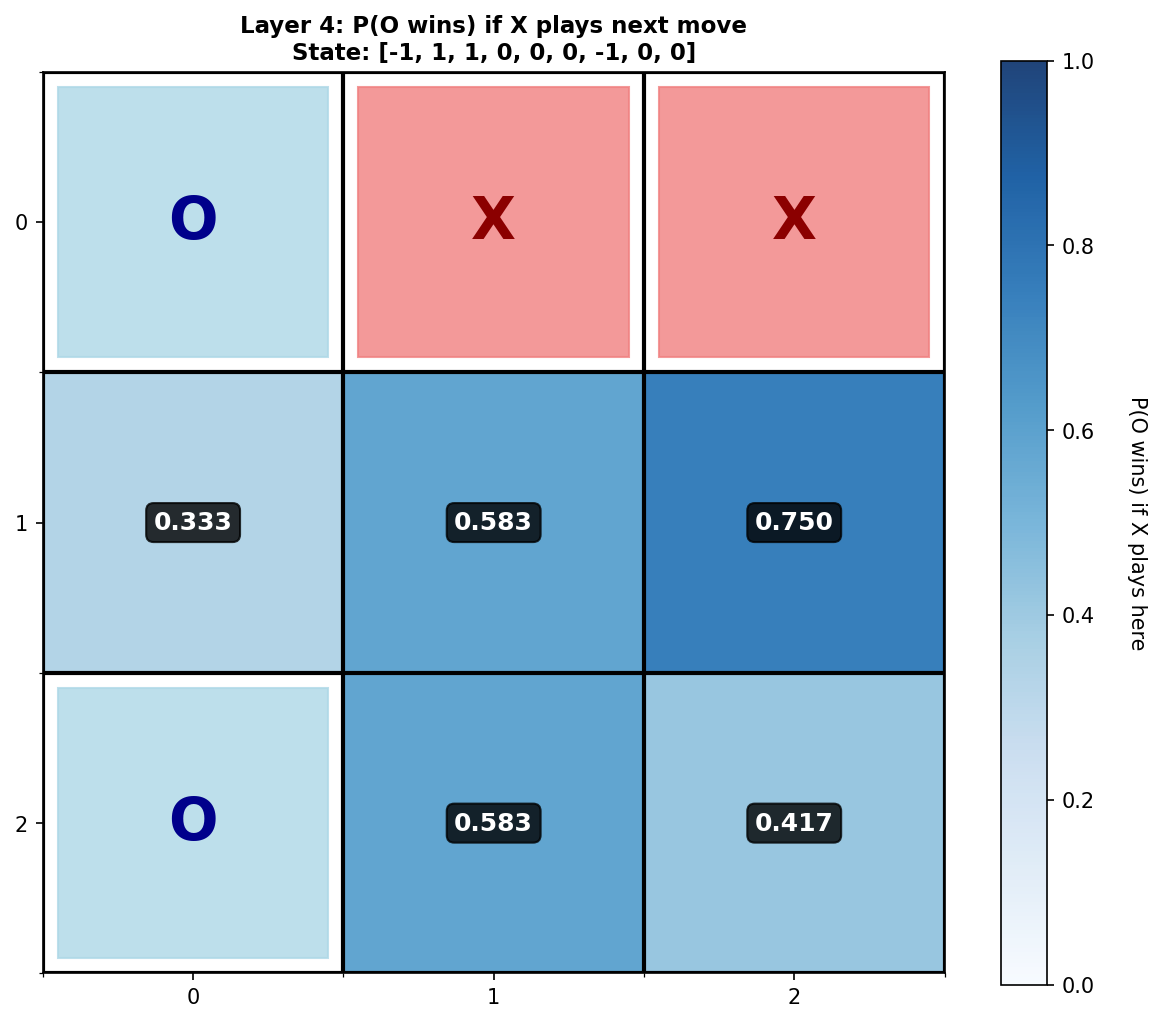 Layer 4: P(O wins) if X plays next move
State: [-1, 1, 1, 0, 0, 0, -1, 0, 0]
0
O
X
X
1
0.333
0.583
0.750
2
O
0.583
0.417
0
1
2
1.0
0.8
0.6
0.4
0.2
0.0
P(O wins) if X plays here